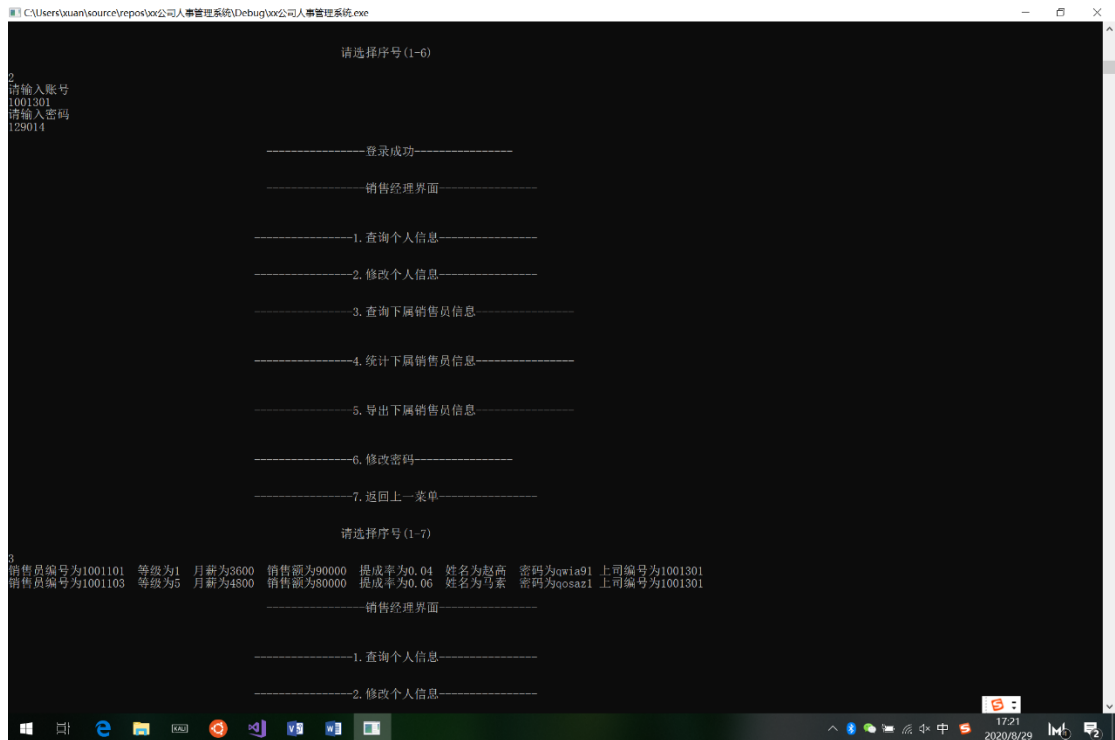 C:\Users\xuan\source\repos\xx公司人事管理系统\Debug\xx公司人事管理系统.exe
请选择序号(1-6)
2
请输入账号
1001301
请输入密码
129014
----------------登录成功----------------
----------------销售经理界面----------------
----------------1.查询个人信息----------------
----------------2.修改个人信息----------------
----------------3.查询下属销售员信息----------------
----------------4.统计下属销售员信息----------------
----------------5.导出下属销售员信息----------------
----------------6.修改密码----------------
----------------7.返回上一菜单----------------
请选择序号(1-7)
3
销售员编号为1001101 等级为1 月薪为3600 销售额为90000 提成率为0.04 姓名为赵高 密码为qwia91 上司编号为1001301
销售员编号为1001103 等级为5 月薪为4800 销售额为80000 提成率为0.06 姓名为马素 密码为qosaz1 上司编号为1001301
----------------销售经理界面----------------
----------------1.查询个人信息----------------
----------------2.修改个人信息----------------
KALI
中
17:21
2020/8/29